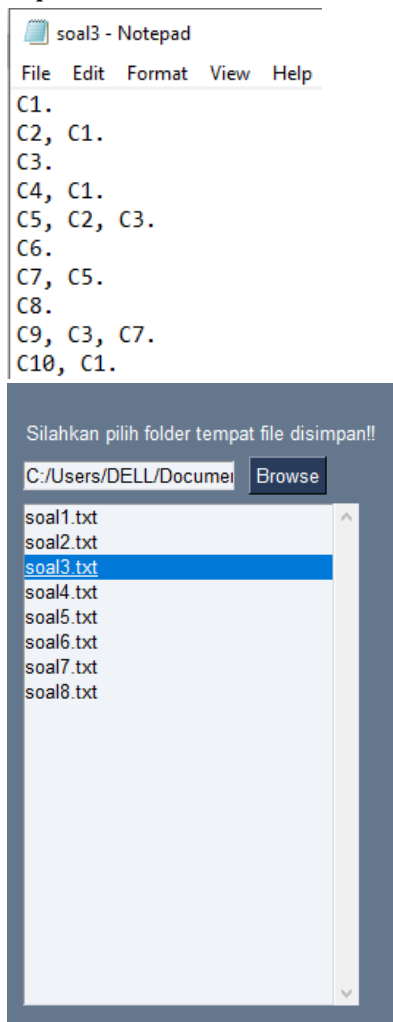 soal3 - Notepad
File Edit Format View Help
C1.
C2, C1.
C3.
C4, C1.
C5, C2, C3.
C6.
C7, C5.
C8.
C9, C3, C7.
C10, C1.
Silahkan pilih folder tempat file disimpan!!
C:/Users/DELL/Documei Browse
soal1.txt
soal2.txt
soal3.txt
soal4.txt
soal5.txt
soal6.txt
soal7.txt
soal8.txt